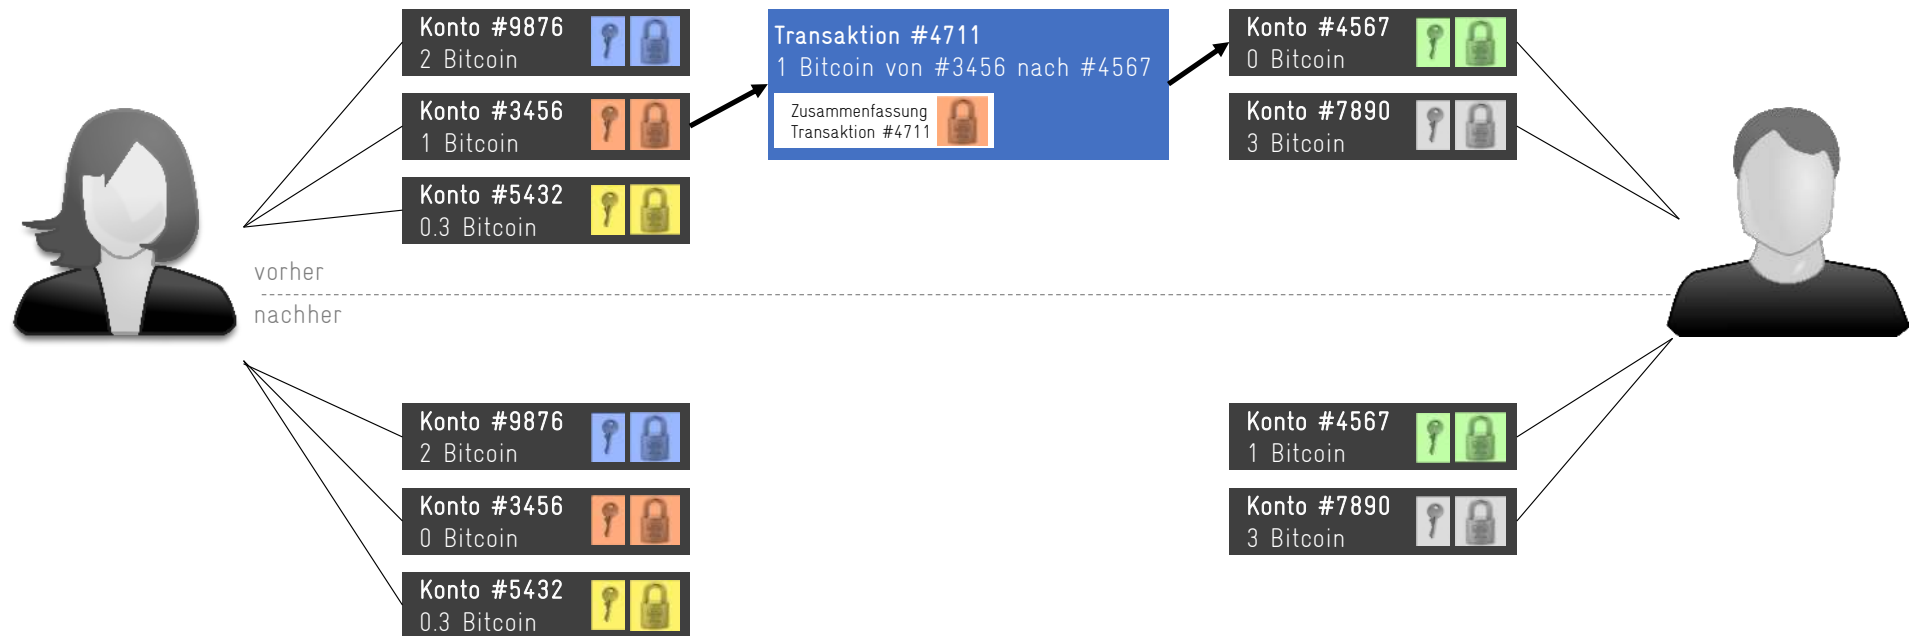 Konto #9876
2 Bitcoin
Konto #3456
1 Bitcoin
Konto #5432
0.3 Bitcoin
Transaktion #4711
1 Bitcoin von #3456 nach #4567
Zusammenfassung
Transaktion #4711
Konto #4567
0 Bitcoin
Konto #7890
3 Bitcoin
vorher
nachher
Konto #9876
2 Bitcoin
Konto #3456
0 Bitcoin
Konto #5432
0.3 Bitcoin
Konto #4567
1 Bitcoin
Konto #7890
3 Bitcoin